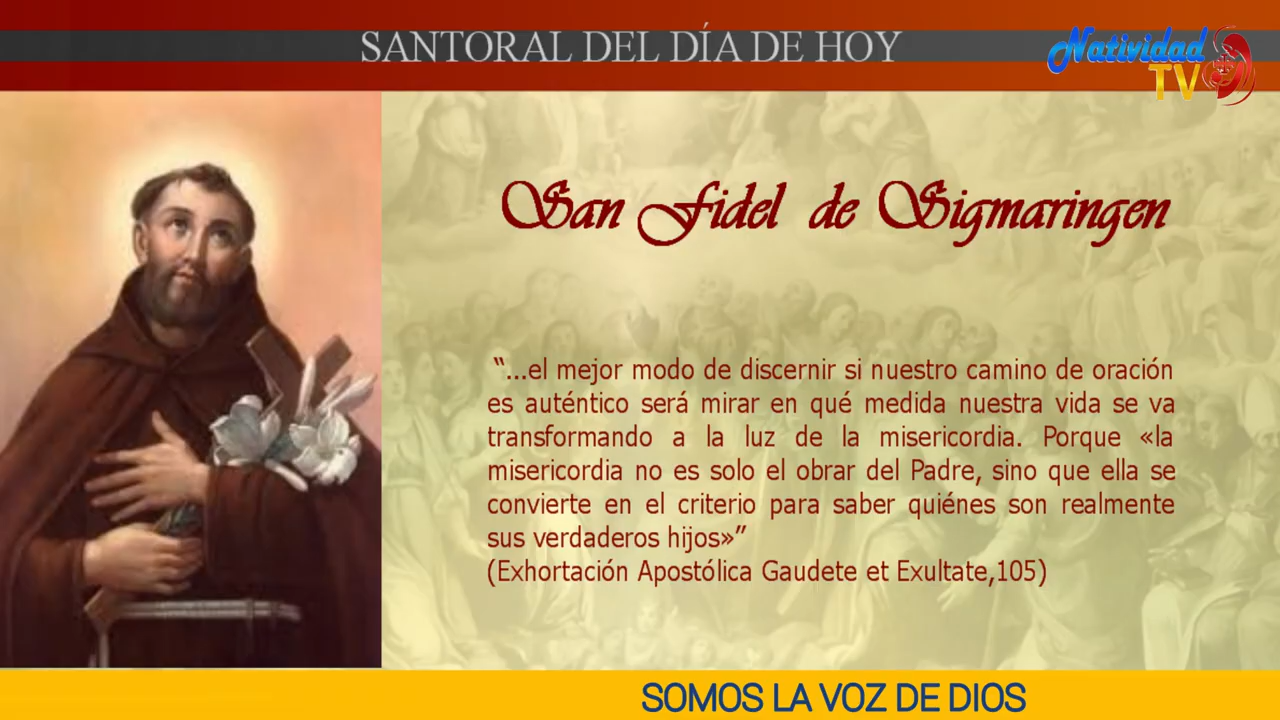 SANTORAL DEL DÍA DE HOY
Natividad
TV
San Fidel de Sigmaringen
“...el mejor modo de discernir si nuestro camino de oración
es auténtico será mirar en qué medida nuestra vida se va
transformando a la luz de la misericordia. Porque «la
misericordia no es solo el obrar del Padre, sino que ella se
convierte en el criterio para saber quiénes son realmente
sus verdaderos hijos»”
(Exhortación Apostólica Gaudete et Exultate,105)
SOMOS LA VOZ DE DIOS